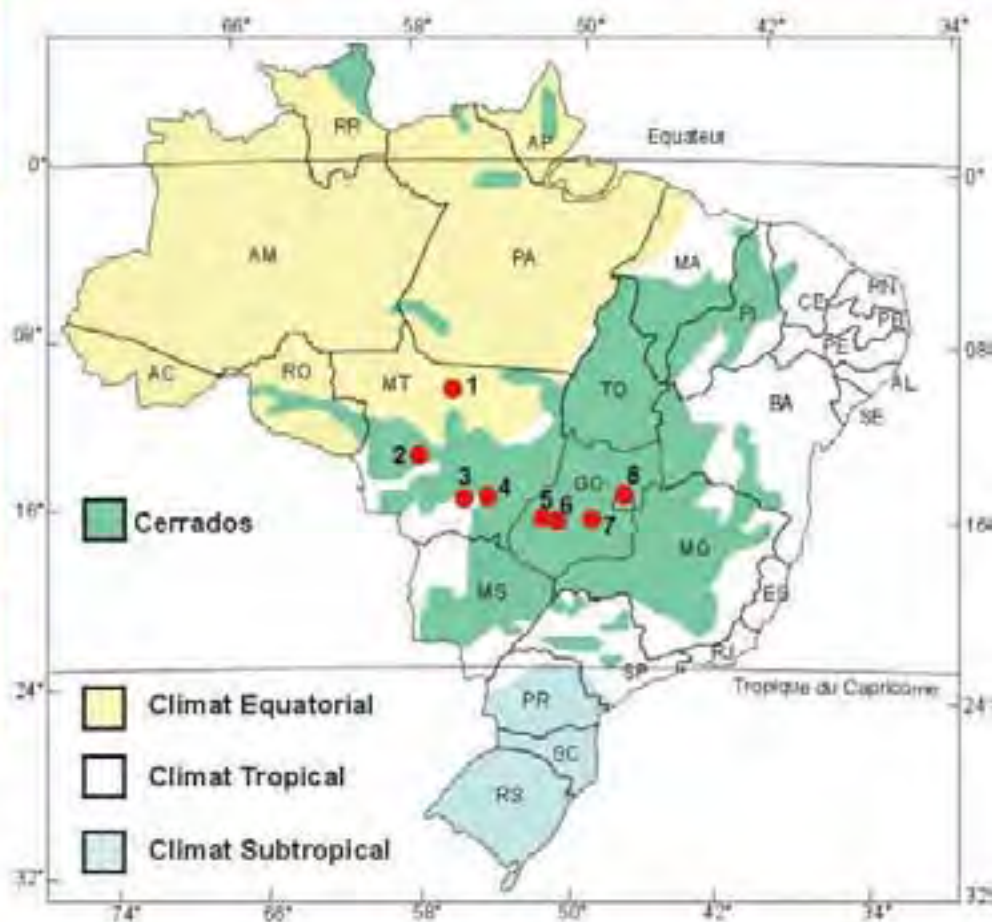 66° 58° 50° 42° 34°
RR
AP
Equateur
0° 0°
AM
PA
MA
CE
RN
PB
PI
PE
08° 08°
AC
RO
MT
1
TO
AL
SE
BA
2
3 4
GO
8
5 6
7
16° 16°
Cerrados
MG
MS
ES
RJ
SP
Tropique du Capricorne
24° 24°
Climat Equatorial
PR
SC
Climat Tropical
RS
Climat Subtropical
32° 32°
74° 66° 58° 50° 42° 34°